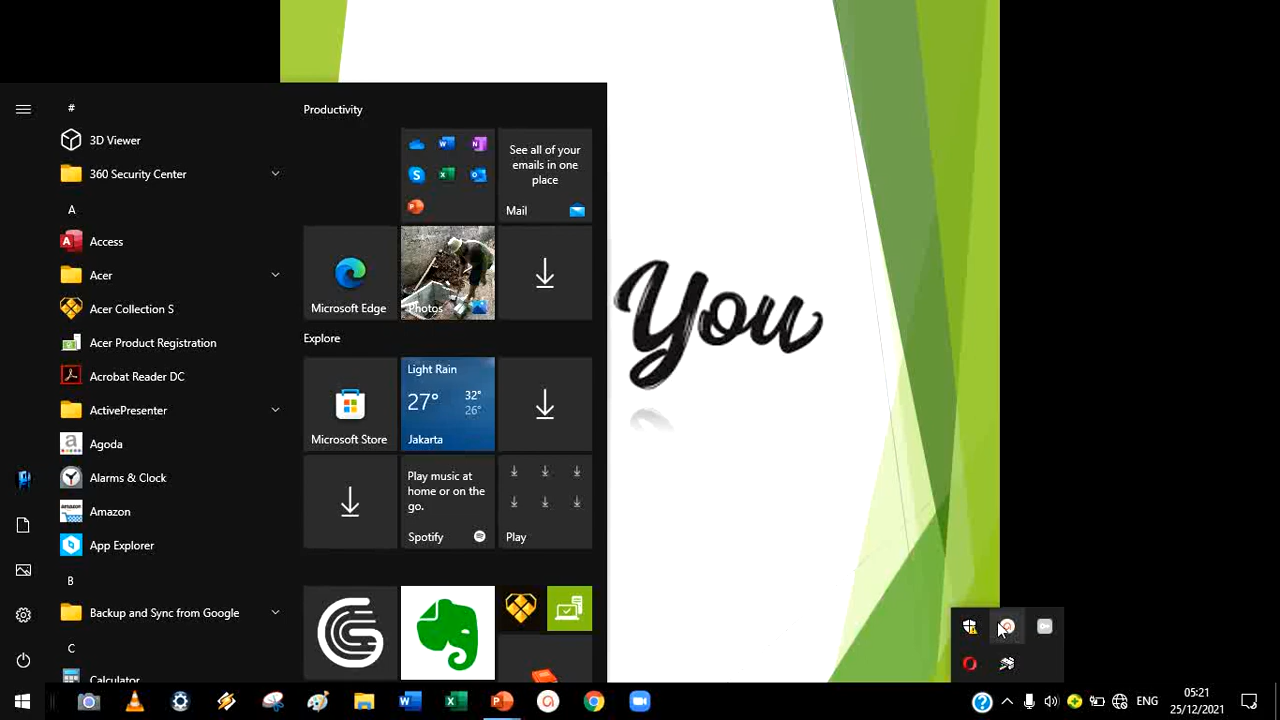 #
3D Viewer
360 Security Center
A
Access
Acer
Acer Collection S
Acer Product Registration
Acrobat Reader DC
ActivePresenter
Agoda
Alarms & Clock
Amazon
App Explorer
B
Backup and Sync from Google
C
Calculator
Productivity
See all of your
emails in one
place
Mail
Microsoft Edge
Photos
Explore
Microsoft Store
Light Rain
27° 32°
26°
Jakarta
Play music at
home or on the
go.
Spotify
Play
You
ENG
05:21
25/12/2021